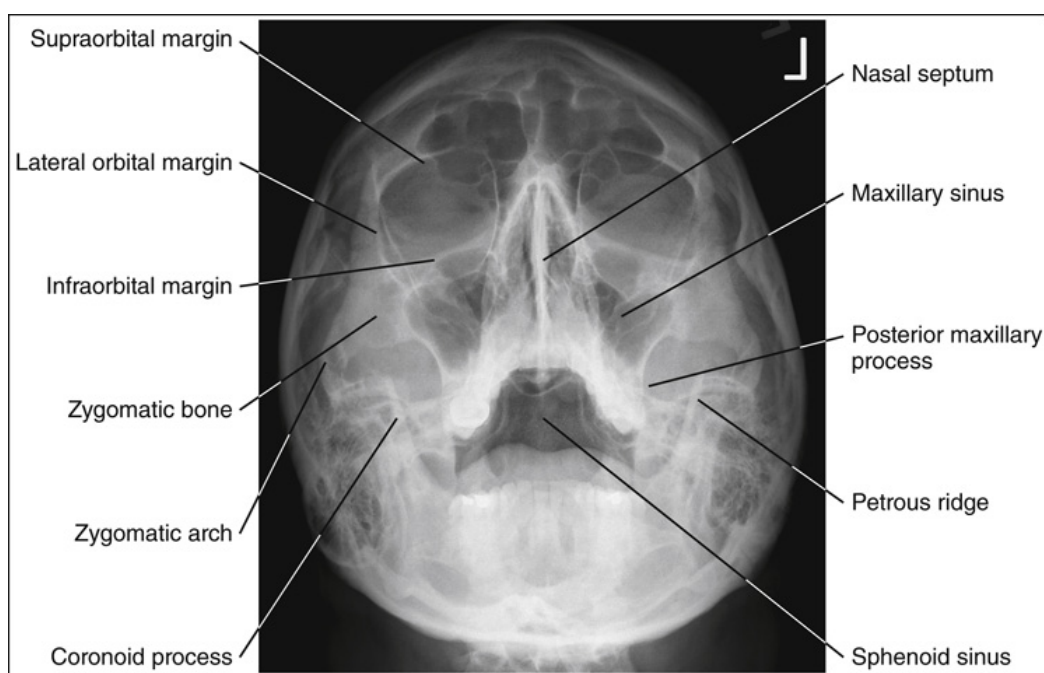 Supraorbital margin
Lateral orbital margin
Infraorbital margin
Zygomatic bone
Zygomatic arch
Coronoid process
Nasal septum
Maxillary sinus
Posterior maxillary
process
Petrous ridge
Sphenoid sinus